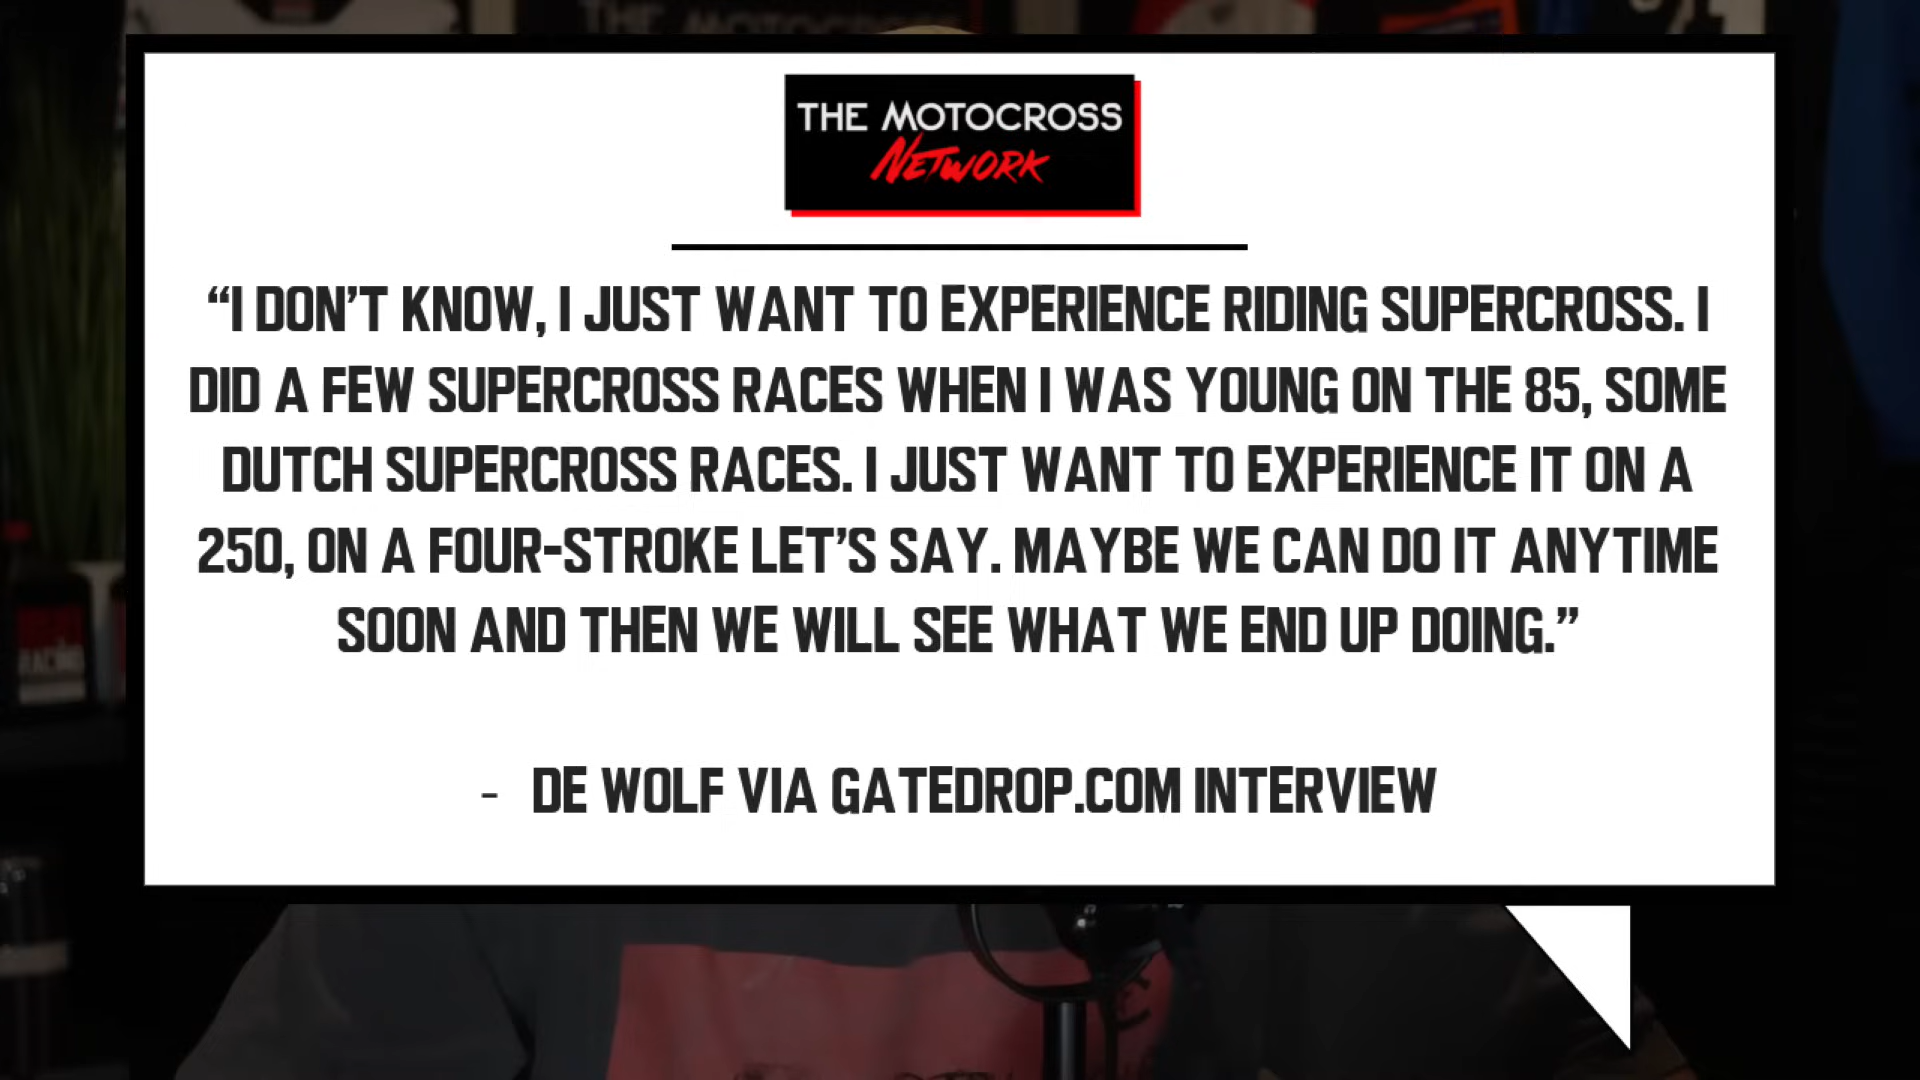 THE MOTOCROSS
THE MOTOCROSS
NETWORK
“I DON’T KNOW, I JUST WANT TO EXPERIENCE RIDING SUPERCROSS. I
DID A FEW SUPERCROSS RACES WHEN I WAS YOUNG ON THE 85, SOME
DUTCH SUPERCROSS RACES. I JUST WANT TO EXPERIENCE IT ON A
250, ON A FOUR-STROKE LET’S SAY. MAYBE WE CAN DO IT ANYTIME
SOON AND THEN WE WILL SEE WHAT WE END UP DOING.”
- DE WOLF VIA GATEDROP.COM INTERVIEW
RACING